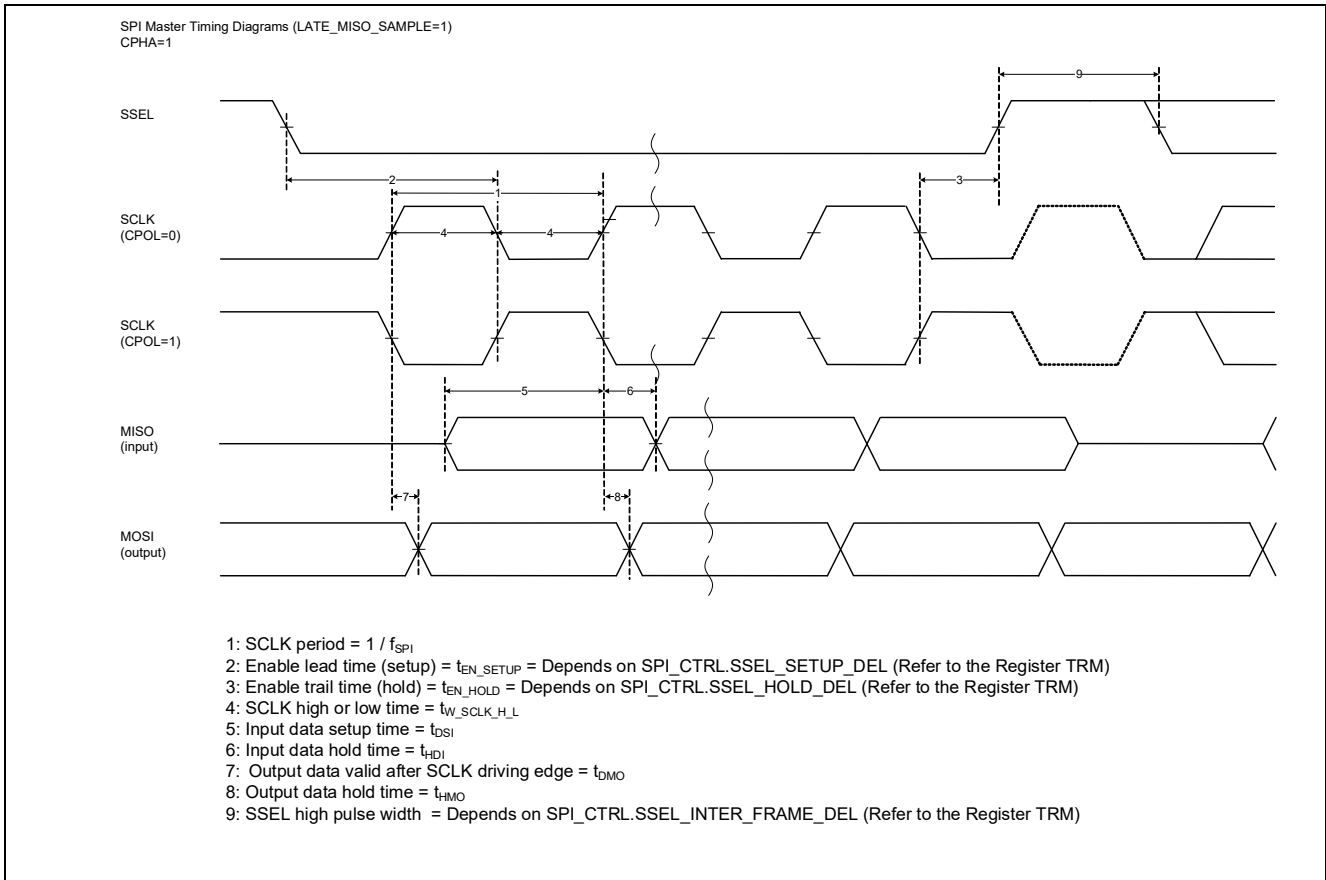 SPI Master Timing Diagrams (LATE_MISO_SAMPLE=1)
CPHA=1
9
SSEL
2
3
1
SCLK
(CPOL=0)
4
4
SCLK
(CPOL=1)
5
6
MISO
(input)
7
8
MOSI
(output)
1: SCLK period = 1 / fSPI
2: Enable lead time (setup) = tEN_SETUP = Depends on SPI_CTRL.SSEL_SETUP_DEL (Refer to the Register TRM)
3: Enable trail time (hold) = tEN_HOLD = Depends on SPI_CTRL.SSEL_HOLD_DEL (Refer to the Register TRM)
4: SCLK high or low time = tW_SCLK_H_L
5: Input data setup time = tDSI
6: Input data hold time = tHDI
7: Output data valid after SCLK driving edge = tDMO
8: Output data hold time = tHMO
9: SSEL high pulse width = Depends on SPI_CTRL.SSEL_INTER_FRAME_DEL (Refer to the Register TRM)